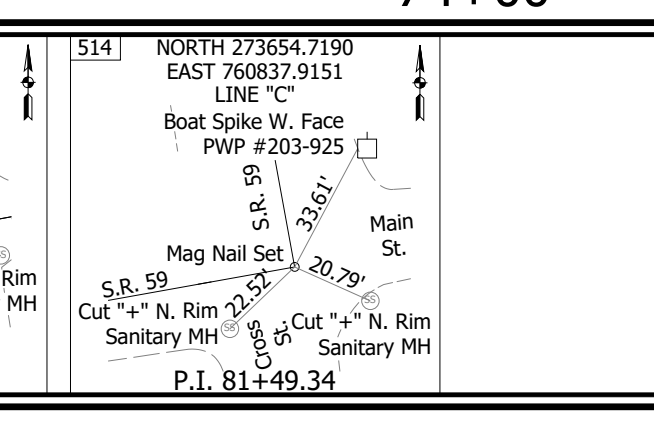 514
NORTH 273654.7190
EAST 760837.9151
LINE "C"
Boat Spike W. Face
PWP #203-925
S.R. 59
33.61'
Main
St.
Mag Nail Set
20.79'
S.R. 59
22.52'
Cut "+" N. Rim
Sanitary MH
SS
Cross
St.
SS
Cut "+" N. Rim
Sanitary MH
P.I. 81+49.34
Rim
MH